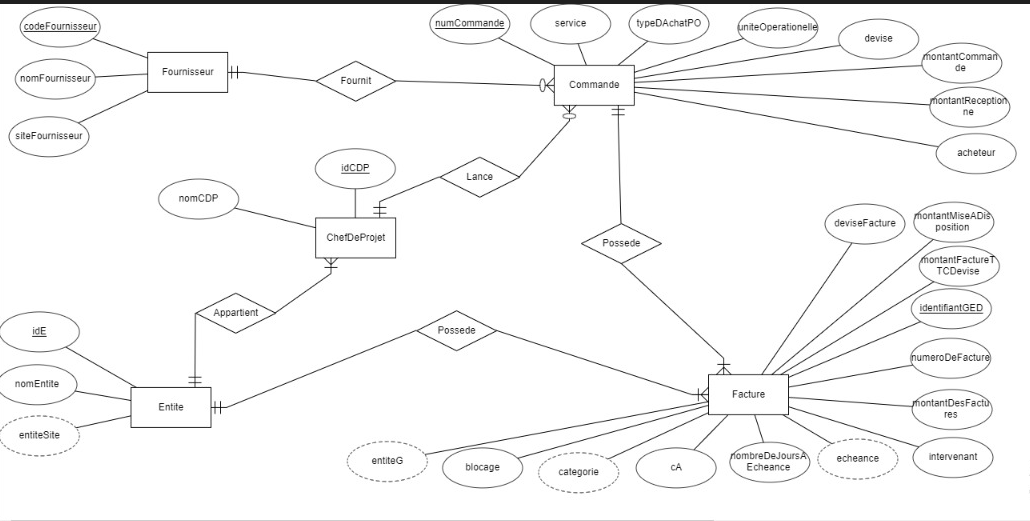 codeFournisseur
numCommande
service
typeDAchatPO
uniteOperationelle
devise
nomFournisseur
Fournisseur
Fournit
Commande
montantComman
de
montantReception
ne
siteFournisseur
acheteur
idCDP
Lance
nomCDP
ChefDeProjet
Possede
deviseFacture
montantMiseADis
position
montantFactureT
TCDevise
identifiantGED
Appartient
Possede
idE
numeroDeFacture
nomEntite
Entite
Facture
montantDesFactu
res
entiteSite
entiteG
blocage
categorie
cA
nombreDeJoursA
Echeance
echeance
intervenant